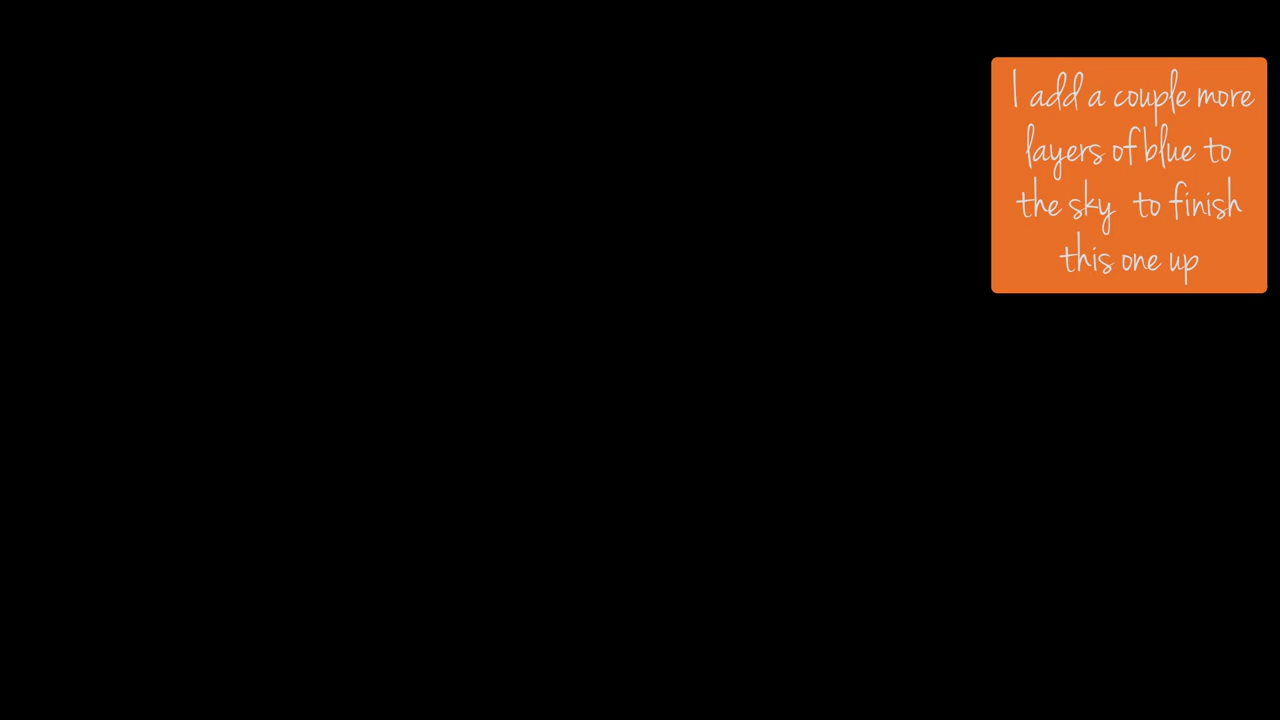 I add a couple more
layers of blue to
the sky to finish
this one up